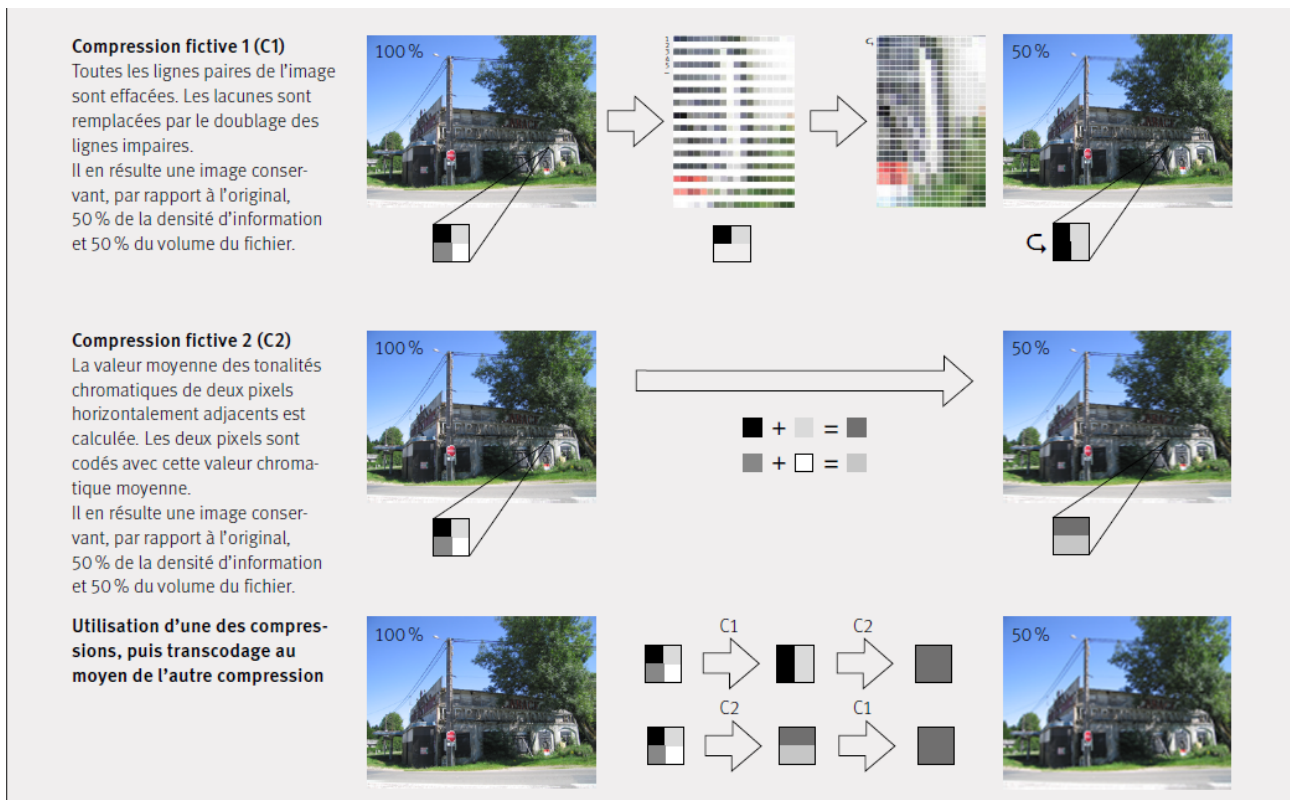 Compression fictive 1 (C1)
Toutes les lignes paires de l’image
sont effacées. Les lacunes sont
remplacées par le doublage des
lignes impaires.
Il en résulte une image conser-
vant, par rapport à l’original,
50 % de la densité d’information
et 50 % du volume du fichier.
100 %
1
2
3
50 %
Compression fictive 2 (C2)
La valeur moyenne des tonalités
chromatiques de deux pixels
horizontalement adjacents est
calculée. Les deux pixels sont
codés avec cette valeur chroma-
tique moyenne.
Il en résulte une image conser-
vant, par rapport à l’original,
50 % de la densité d’information
et 50 % du volume du fichier.
100 %
+ =
+ =
50 %
Utilisation d’une des compres-
sions, puis transcodage au
moyen de l’autre compression
100 %
C1 C2
C2 C1
50 %